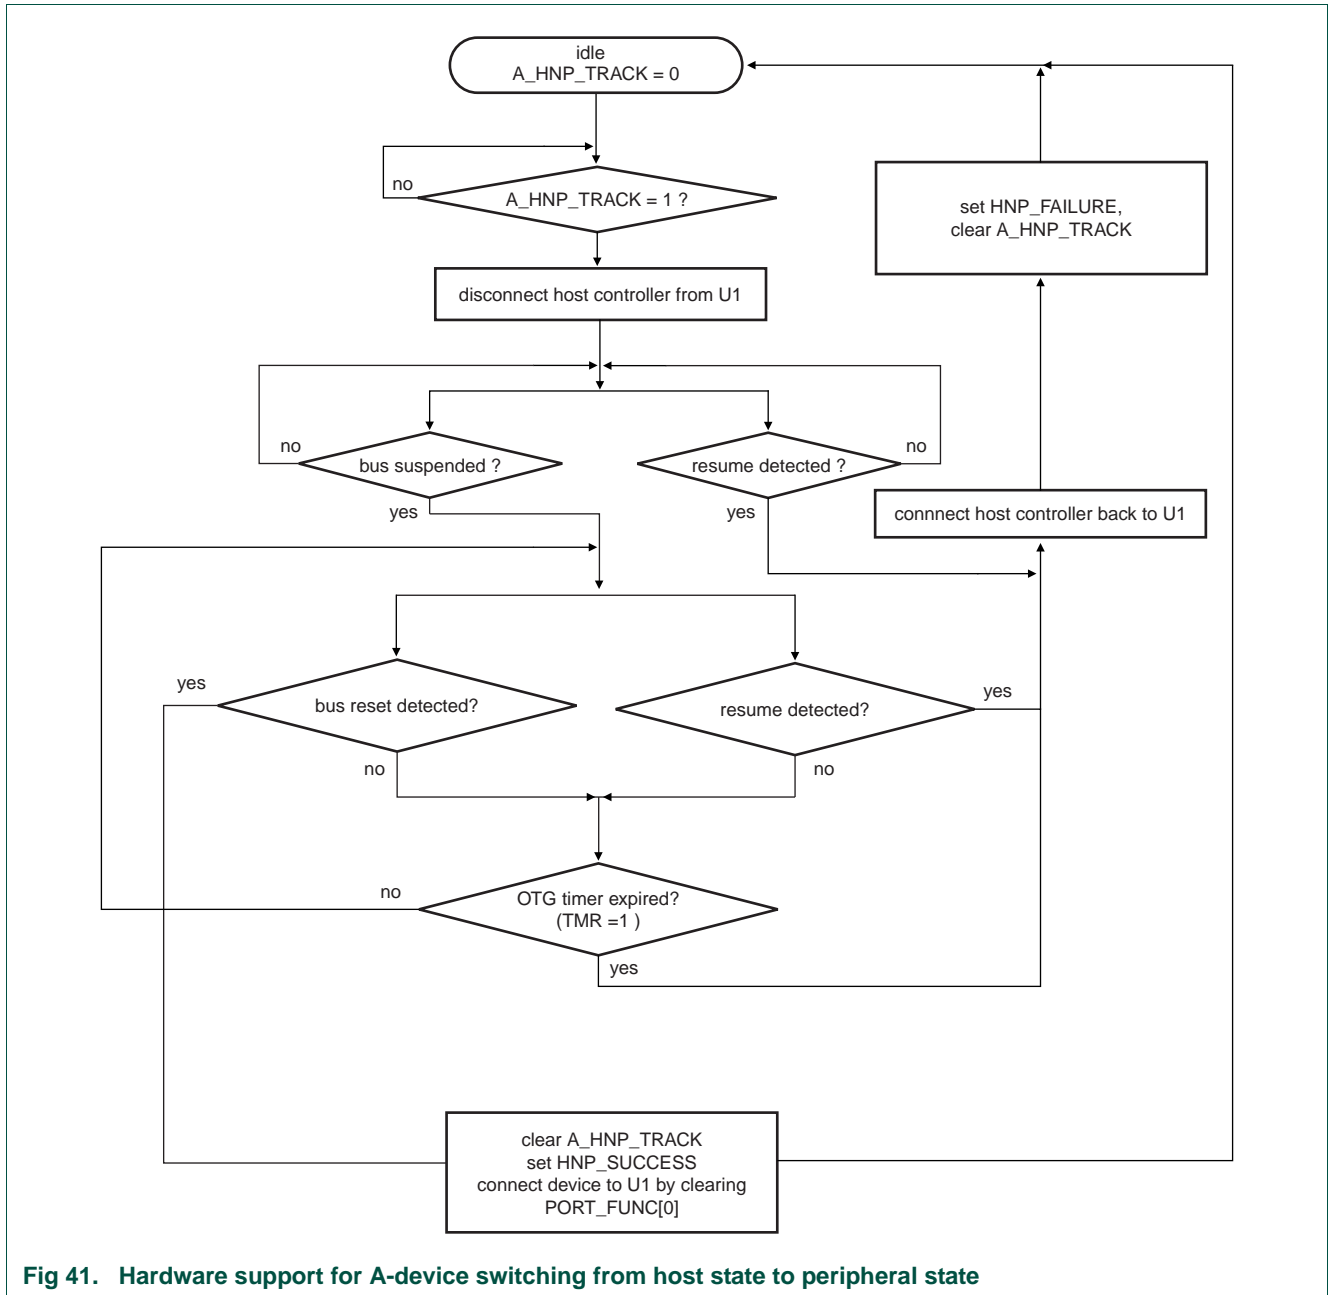 idle
A_HNP_TRACK = 0
no
A_HNP_TRACK = 1 ?
set HNP_FAILURE,
clear A_HNP_TRACK
disconnect host controller from U1
no
bus suspended ?
resume detected ?
no
yes
yes
connnect host controller back to U1
yes
bus reset detected?
resume detected?
yes
no
no
no
OTG timer expired?
(TMR =1 )
yes
clear A_HNP_TRACK
set HNP_SUCCESS
connect device to U1 by clearing
PORT_FUNC[0]
Fig 41. Hardware support for A-device switching from host state to peripheral state